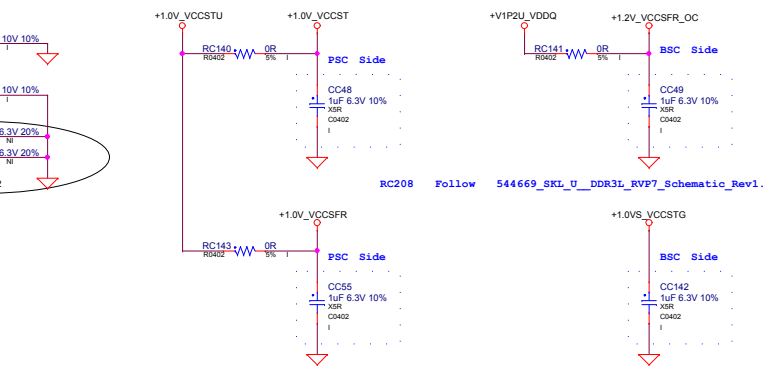 +1.0V_VCCSTU
+1.0V_VCCST
+V1P2U_VDDQ
+1.2V_VCCSFR_OC
10V 10%
I
RC140
0R
R0402
5%
I
PSC Side
RC141
0R
R0402
5%
I
BSC Side
10V 10%
I
CC48
1uF 6.3V 10%
X5R
C0402
I
CC49
1uF 6.3V 10%
X5R
C0402
I
6.3V 20%
NI
6.3V 20%
NI
RC208 Follow 544669_SKL_U__DDR3L_RVP7_Schematic_Rev1.
+1.0V_VCCSFR
+1.0VS_VCCSTG
RC143
0R
R0402
5%
I
PSC Side
BSC Side
CC55
1uF 6.3V 10%
X5R
C0402
I
CC142
1uF 6.3V 10%
X5R
C0402
I